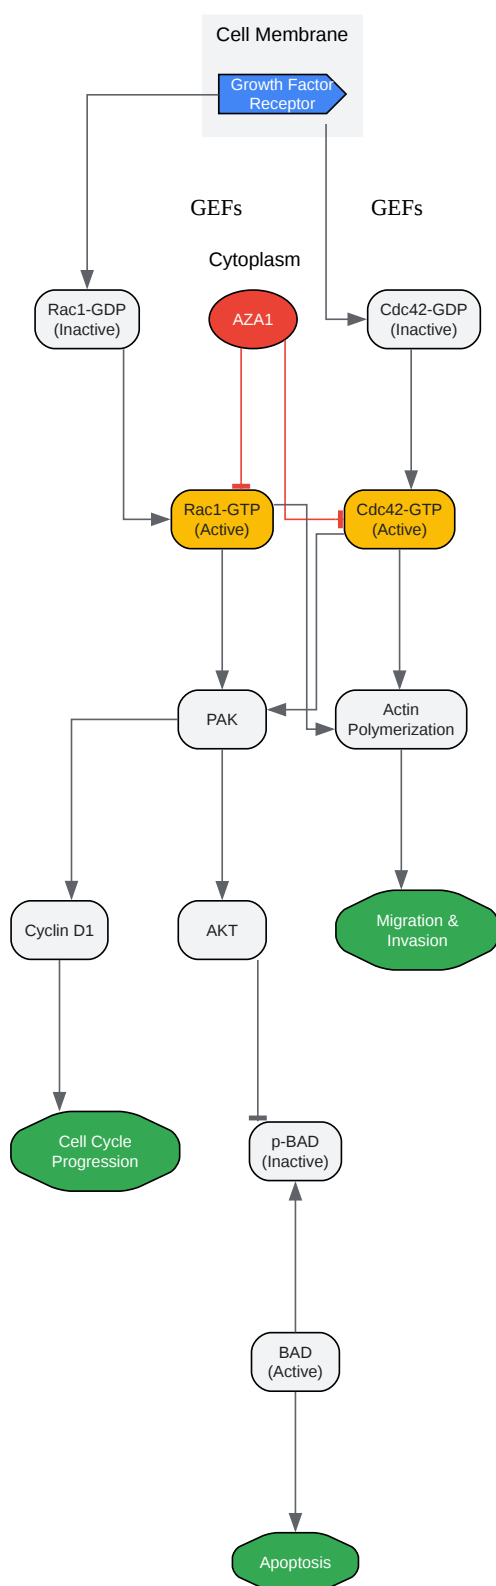 Cell Membrane
Growth Factor
Receptor
GEFs
GEFs
Cytoplasm
Rac1-GDP
(Inactive)
AZA1
Cdc42-GDP
(Inactive)
Rac1-GTP
(Active)
Cdc42-GTP
(Active)
PAK
Actin
Polymerization
Cyclin D1
AKT
Migration &
Invasion
Cell Cycle
Progression
p-BAD
(Inactive)
BAD
(Active)
Apoptosis